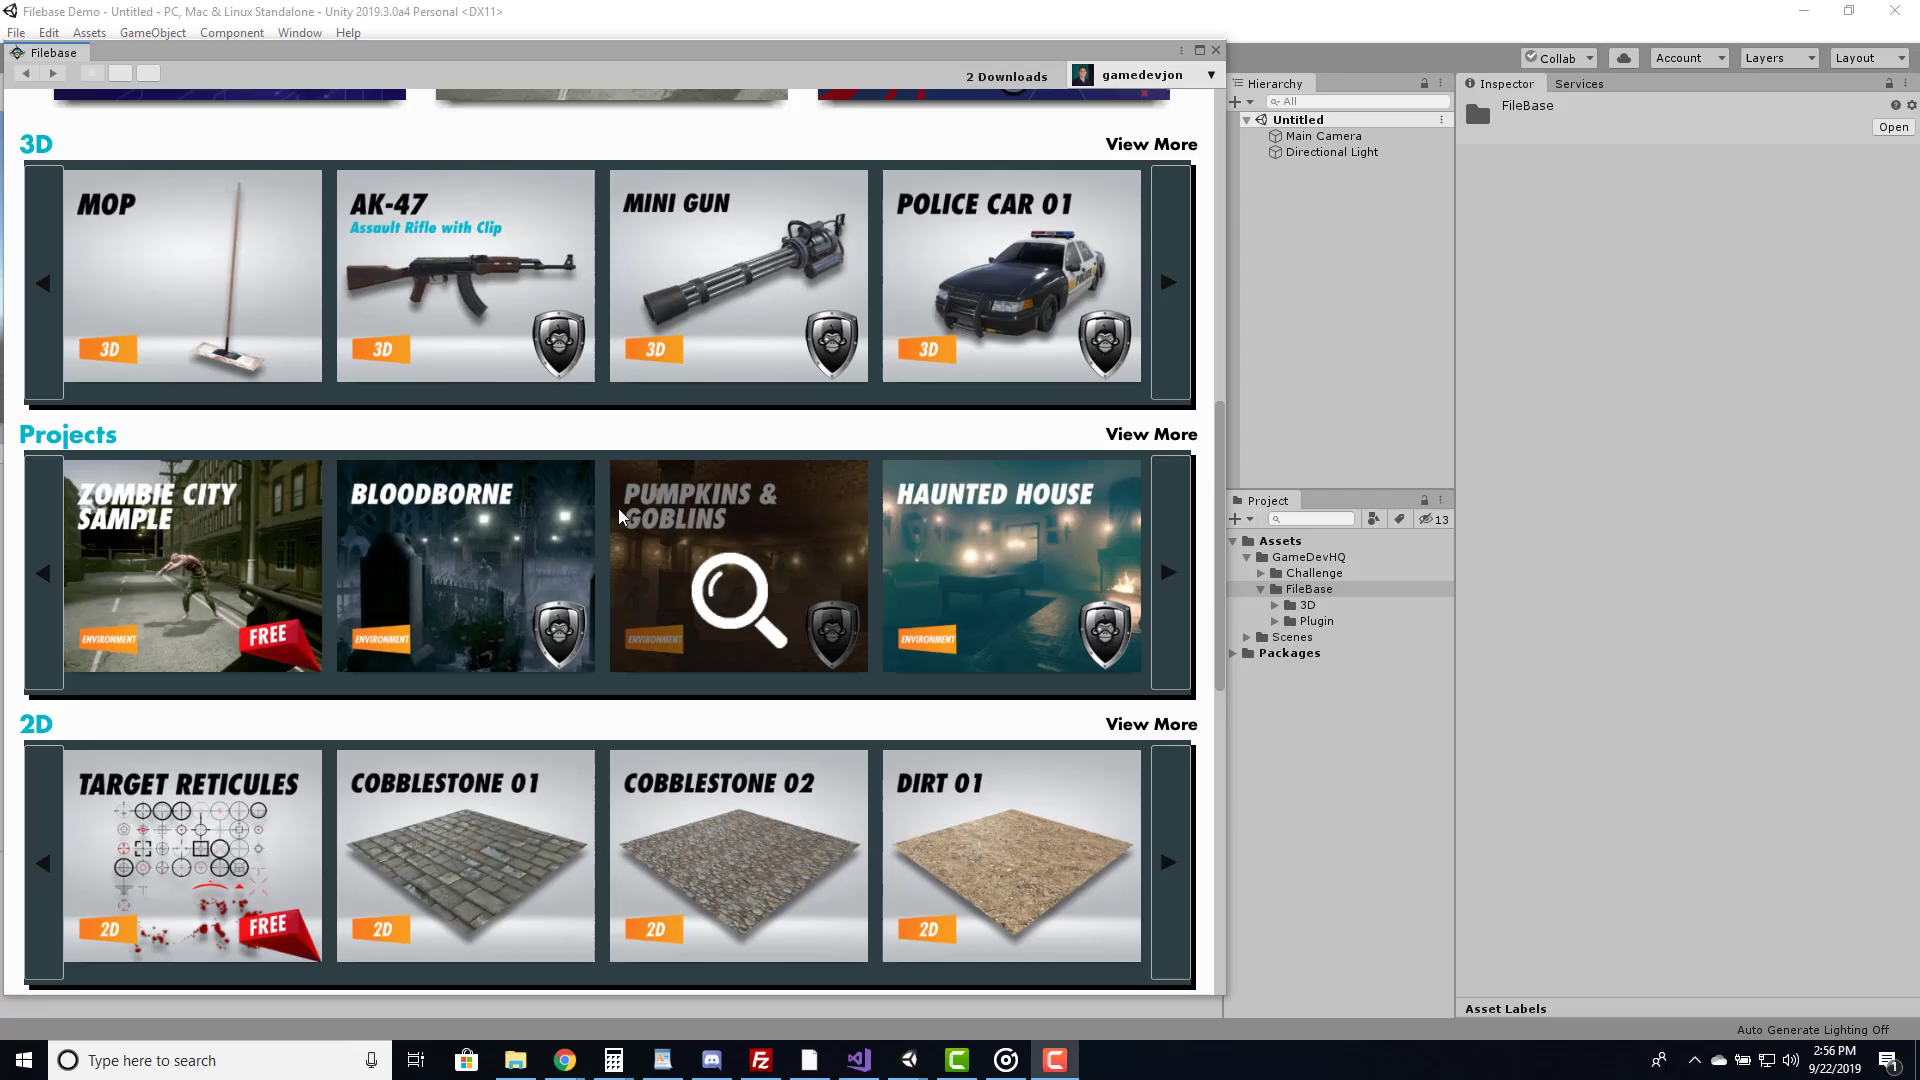 Filebase Demo - Untitled - PC, Mac & Linux Standalone - Unity 2019.3.0a4 Personal <DX11>
File Edit Assets GameObject Component Window Help
Filebase
2 Downloads gamedevjon
Collab Account Layers Layout
3D View More
MOP
3D
AK-47
Assault Rifle with Clip
3D
MINI GUN
3D
POLICE CAR 01
3D
Projects View More
ZOMBIE CITY
SAMPLE
ENVIRONMENT
FREE
BLOODBORNE
ENVIRONMENT
PUMPKINS &
GOBLINS
ENVIRONMENT
HAUNTED HOUSE
ENVIRONMENT
2D View More
TARGET RETICULES
2D
FREE
COBBLESTONE 01
2D
COBBLESTONE 02
2D
DIRT 01
2D
Hierarchy
All
Untitled
Main Camera
Directional Light
Project
13
Assets
GameDevHQ
Challenge
FileBase
3D
Plugin
Scenes
Packages
Inspector Services
FileBase
Open
Asset Labels
Auto Generate Lighting Off
Type here to search
2:56 PM
9/22/2019
1